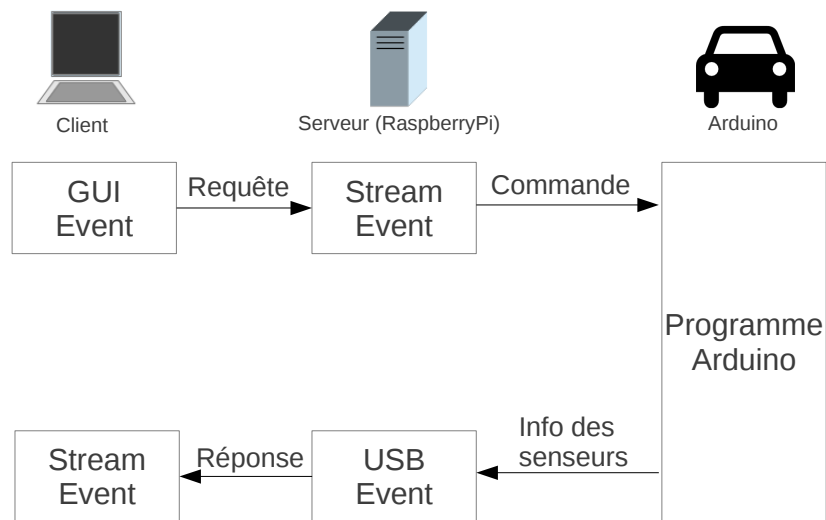 Client
Serveur (RaspberryPi)
Arduino
GUI
Event
Requête
Stream
Event
Commande
Programme
Arduino
Stream
Event
Réponse
USB
Event
Info des
senseurs